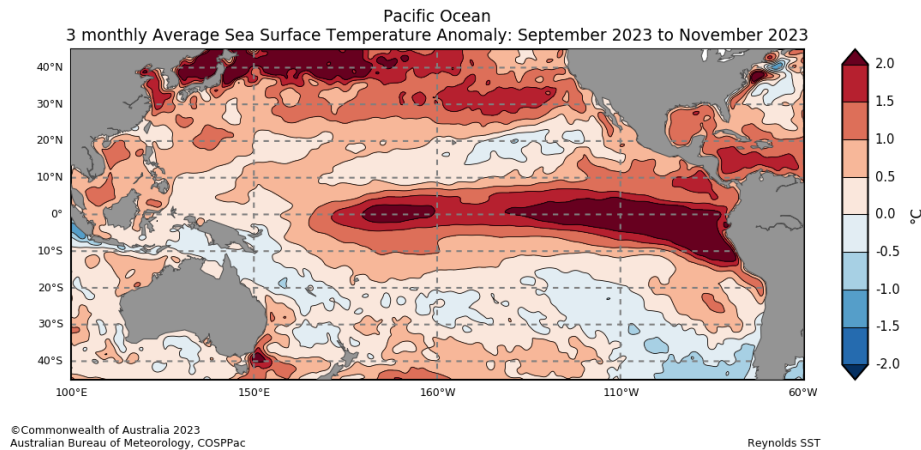 Pacific Ocean
3 monthly Average Sea Surface Temperature Anomaly: September 2023 to November 2023
40°N
30°N
20°N
10°N
0°
10°S
20°S
30°S
40°S
100°E
150°E
160°W
110°W
60°W
2.0
1.5
1.0
0.5
0.0
-0.5
-1.0
-1.5
-2.0
°C
©Commonwealth of Australia 2023
Australian Bureau of Meteorology, COSPPac
Reynolds SST